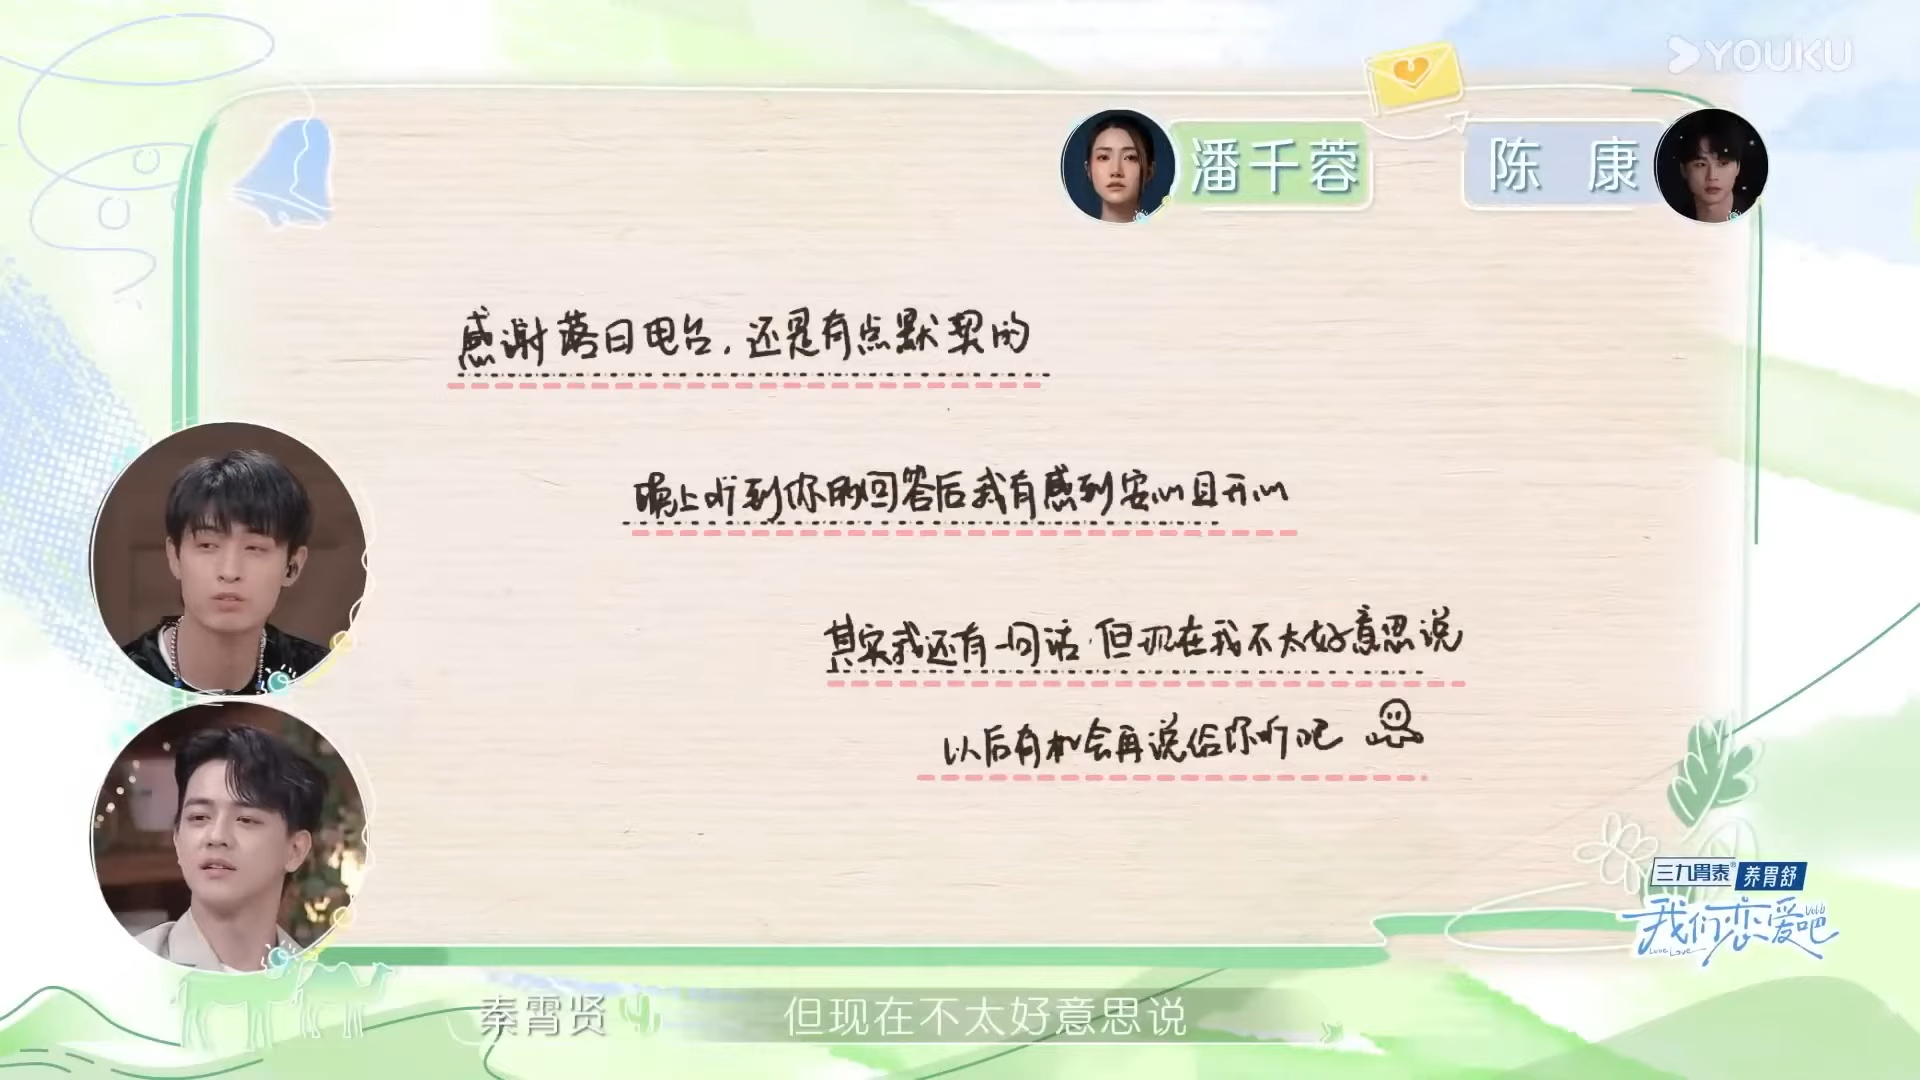 YOUKU
潘千蓉
陈康
感谢落日电台，还是有点默契的
晚上听到你的回答后我有感到安心且开心
其实我还有一句话，但现在我不太好意思说
以后有机会再说给你听吧
三九胃泰® 养胃舒
我们恋爱吧
Love Love
秦霄贤
但现在不太好意思说